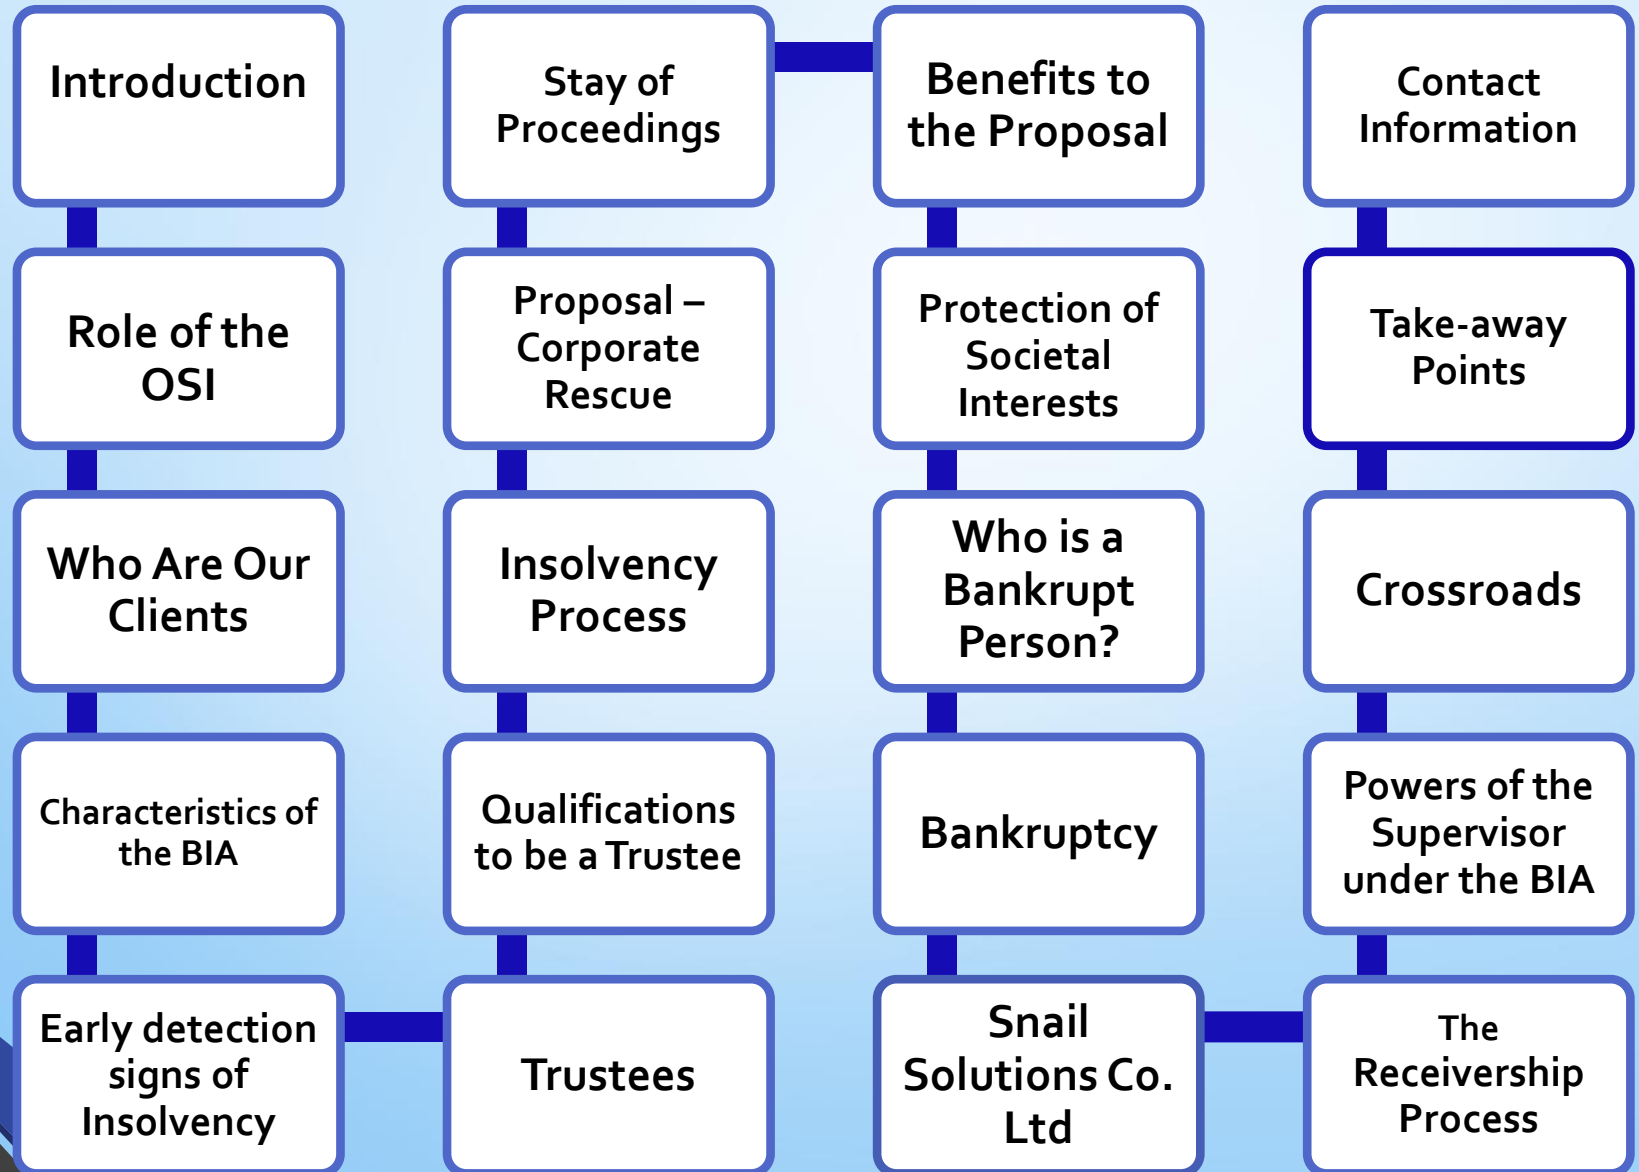 Introduction
Role of the
OSI
Who Are Our
Clients
Characteristics of
the BIA
Early detection
signs of
Insolvency
Trustees
Qualifications
to be a Trustee
Insolvency
Process
Proposal –
Corporate
Rescue
Stay of
Proceedings
Benefits to
the Proposal
Protection of
Societal
Interests
Who is a
Bankrupt
Person?
Bankruptcy
Snail
Solutions Co.
Ltd
The
Receivership
Process
Powers of the
Supervisor
under the BIA
Crossroads
Take-away
Points
Contact
Information